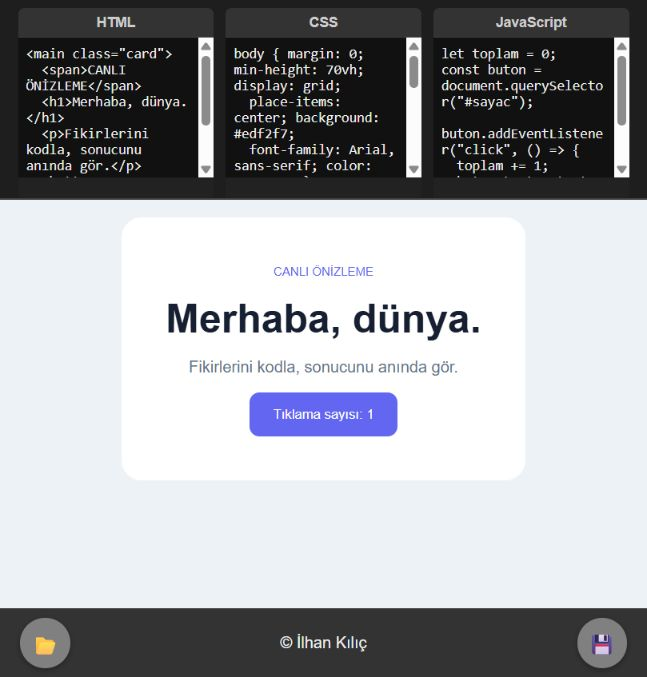 HTML
<main class="card">
<span>CANLI
ÖNİZLEME</span>
<h1>Merhaba, dünya.
</h1>
<p>Fikirlerini
kodla, sonucunu
anında gör.</p>
CSS
body { margin: 0;
min-height: 70vh;
display: grid;
place-items:
center; background:
#edf2f7;
font-family: Arial,
sans-serif; color:
JavaScript
let toplam = 0;
const buton =
document.querySelecto
r("#sayac");
buton.addEventListene
r("click", () => {
toplam += 1;
CANLI ÖNİZLEME
Merhaba, dünya.
Fikirlerini kodla, sonucunu anında gör.
Tıklama sayısı: 1
© İlhan Kılıç